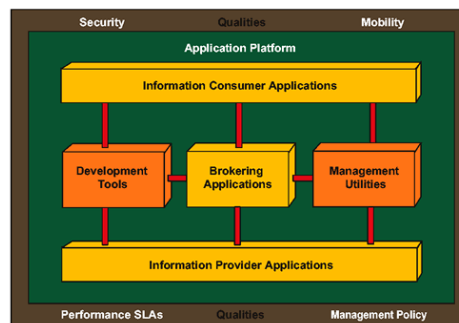 Security Qualities Mobility
Application Platform
Information Consumer Applications
Development Tools
Brokering Applications
Management Utilities
Information Provider Applications
Performance SLAs Qualities Management Policy